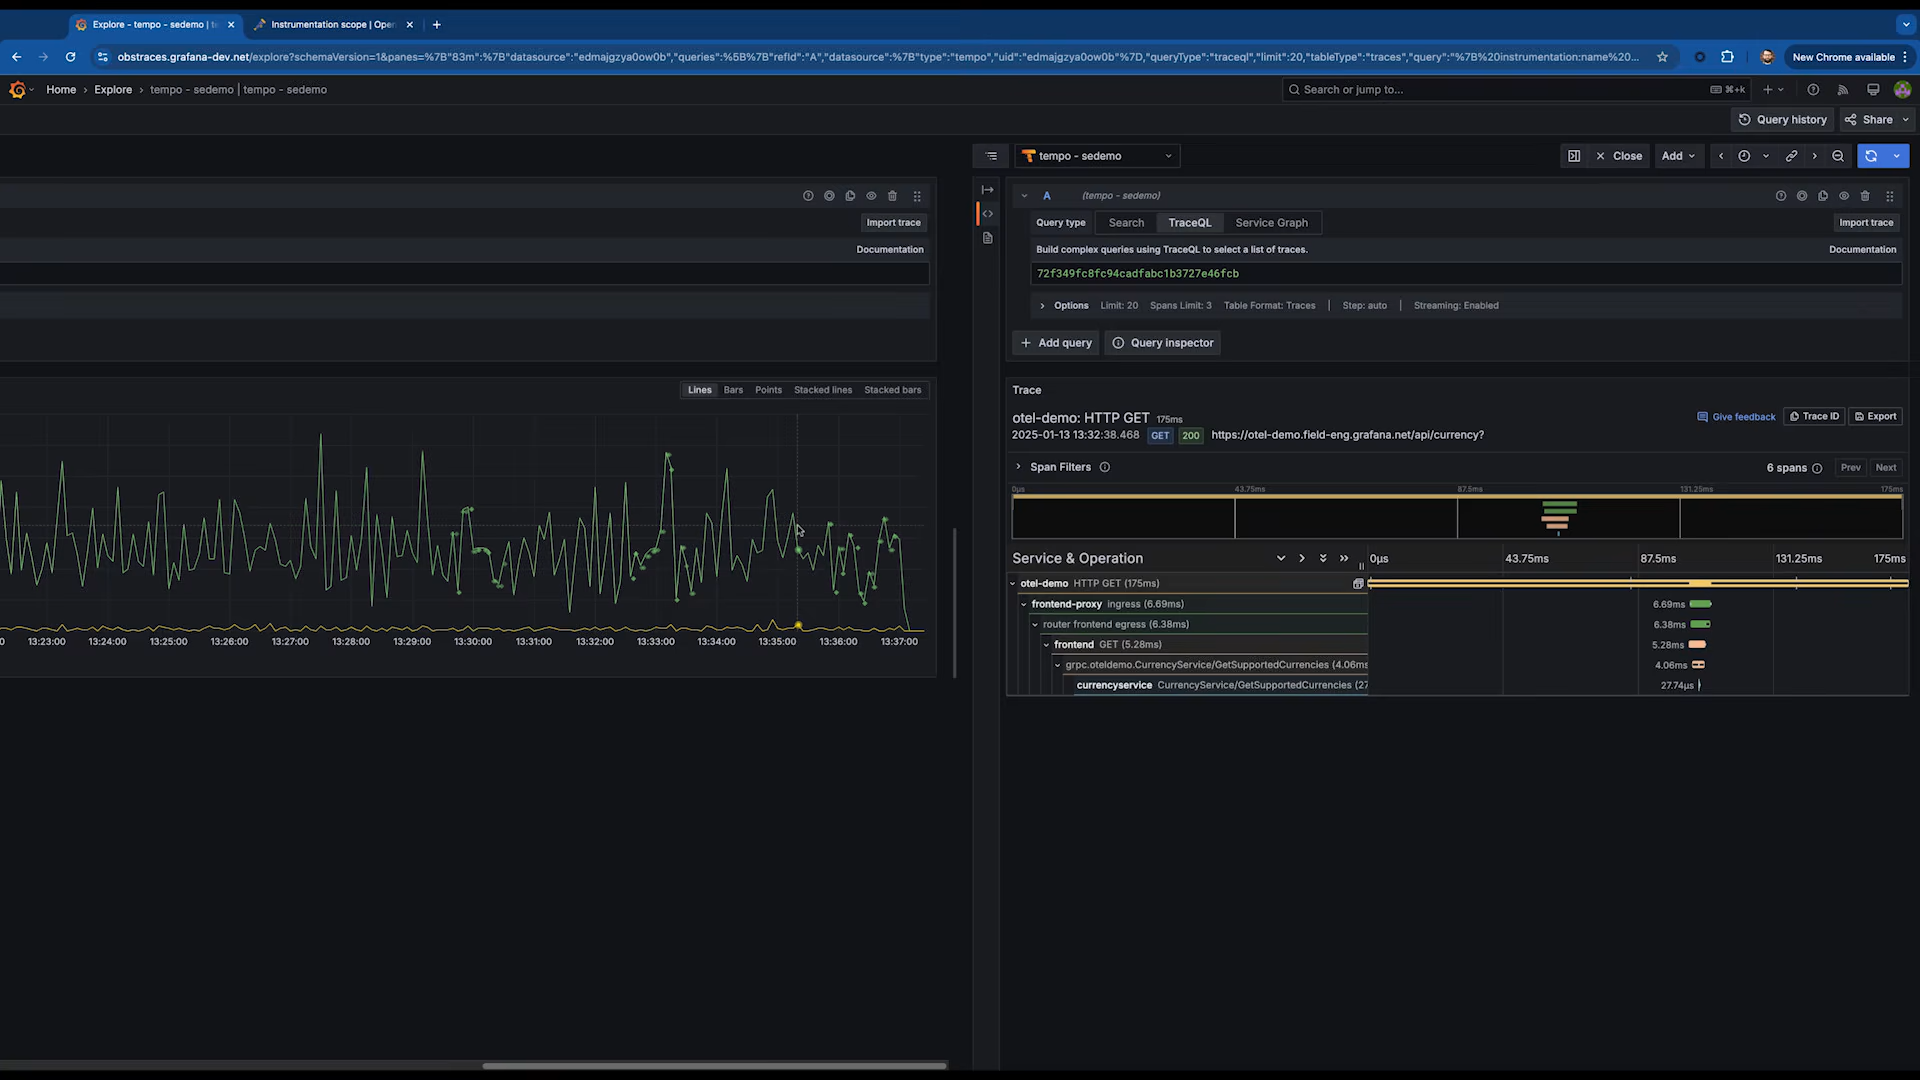 Explore - tempo - sedemo | t
Instrumentation scope | Open
obstraces.grafana-dev.net/explore?schemaVersion=1&panes=%7B"83m":%7B"datasource":"edmajgzya0ow0b","queries":%5B%7B"refId":"A","datasource":%7B"type":"tempo","uid":"edmajgzya0ow0b"%7D,"queryType":"traceql","limit":20,"tableType":"traces","query":"%7B%20instrumentation:name%20...
New Chrome available
Home > Explore > tempo - sedemo | tempo - sedemo
Search or jump to...
⌘+k
Query history
Share
tempo - sedemo
Close
Add
Import trace
Documentation
A (tempo - sedemo)
Query type Search TraceQL Service Graph
Import trace
Build complex queries using TraceQL to select a list of traces.
Documentation
72f349fc8fc94cadfabc1b3727e46fcb
Options Limit: 20 Spans Limit: 3 Table Format: Traces | Step: auto | Streaming: Enabled
+ Add query
Query inspector
Lines Bars Points Stacked lines Stacked bars
0 13:23:00 13:24:00 13:25:00 13:26:00 13:27:00 13:28:00 13:29:00 13:30:00 13:31:00 13:32:00 13:33:00 13:34:00 13:35:00 13:36:00 13:37:00
Trace
otel-demo: HTTP GET 175ms
Give feedback
Trace ID
Export
2025-01-13 13:32:38.468 GET 200 https://otel-demo.field-eng.grafana.net/api/currency?
Span Filters
6 spans
Prev Next
0μs 43.75ms 87.5ms 131.25ms 175ms
Service & Operation
0μs 43.75ms 87.5ms 131.25ms 175ms
otel-demo HTTP GET (175ms)
frontend-proxy ingress (6.69ms)
6.69ms
router frontend egress (6.38ms)
6.38ms
frontend GET (5.28ms)
5.28ms
grpc.oteldemo.CurrencyService/GetSupportedCurrencies (4.06ms
4.06ms
currencyservice CurrencyService/GetSupportedCurrencies (27
27.74μs